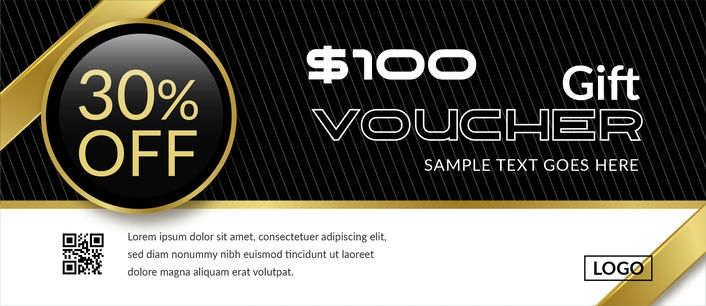 30%
OFF
$100
Gift
VOUCHER
SAMPLE TEXT GOES HERE
Lorem ipsum dolor sit amet, consectetuer adipiscing elit,
sed diam nonummy nibh euismod tincidunt ut laoreet
dolore magna aliquam erat volutpat.
LOGO